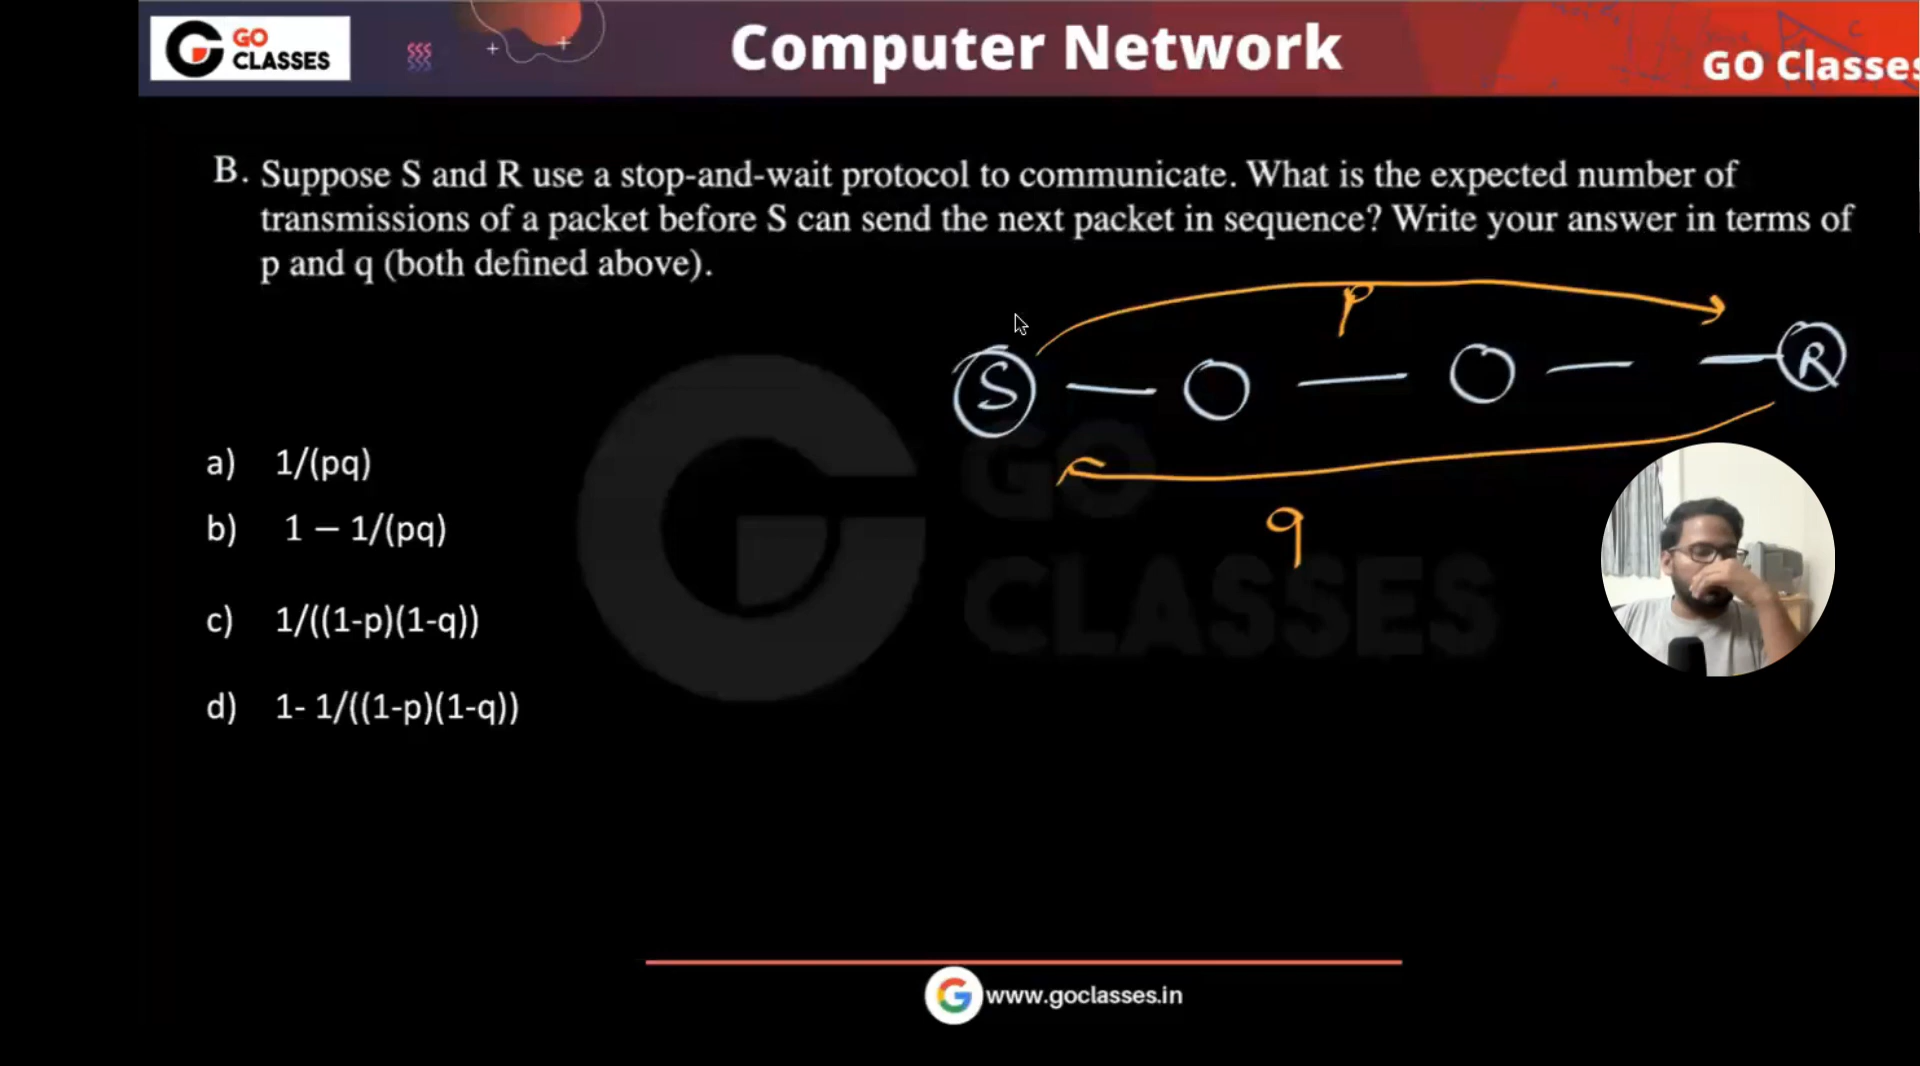 GO
CLASSES
Computer Network
GO Classes
B. Suppose S and R use a stop-and-wait protocol to communicate. What is the expected number of
transmissions of a packet before S can send the next packet in sequence? Write your answer in terms of
p and q (both defined above).
p
S
R
q
a) 1/(pq)
b) 1 – 1/(pq)
c) 1/((1-p)(1-q))
d) 1- 1/((1-p)(1-q))
GO
CLASSES
www.goclasses.in